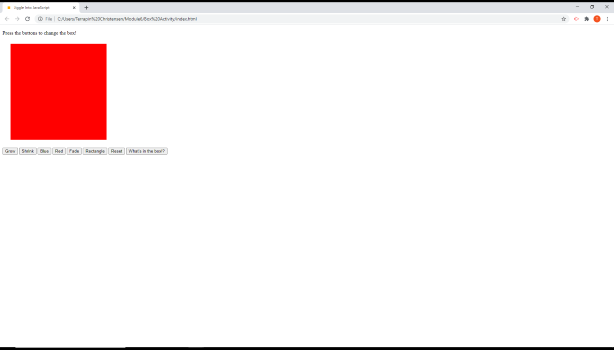 Jiggle Into JavaScript
File | C:/Users/Terrapin%20Christensen/Module6/Box%20Activity/index.html
Press the buttons to change the box!
Grow Shrink Blue Red Fade Rectangle Reset What's in the box!?